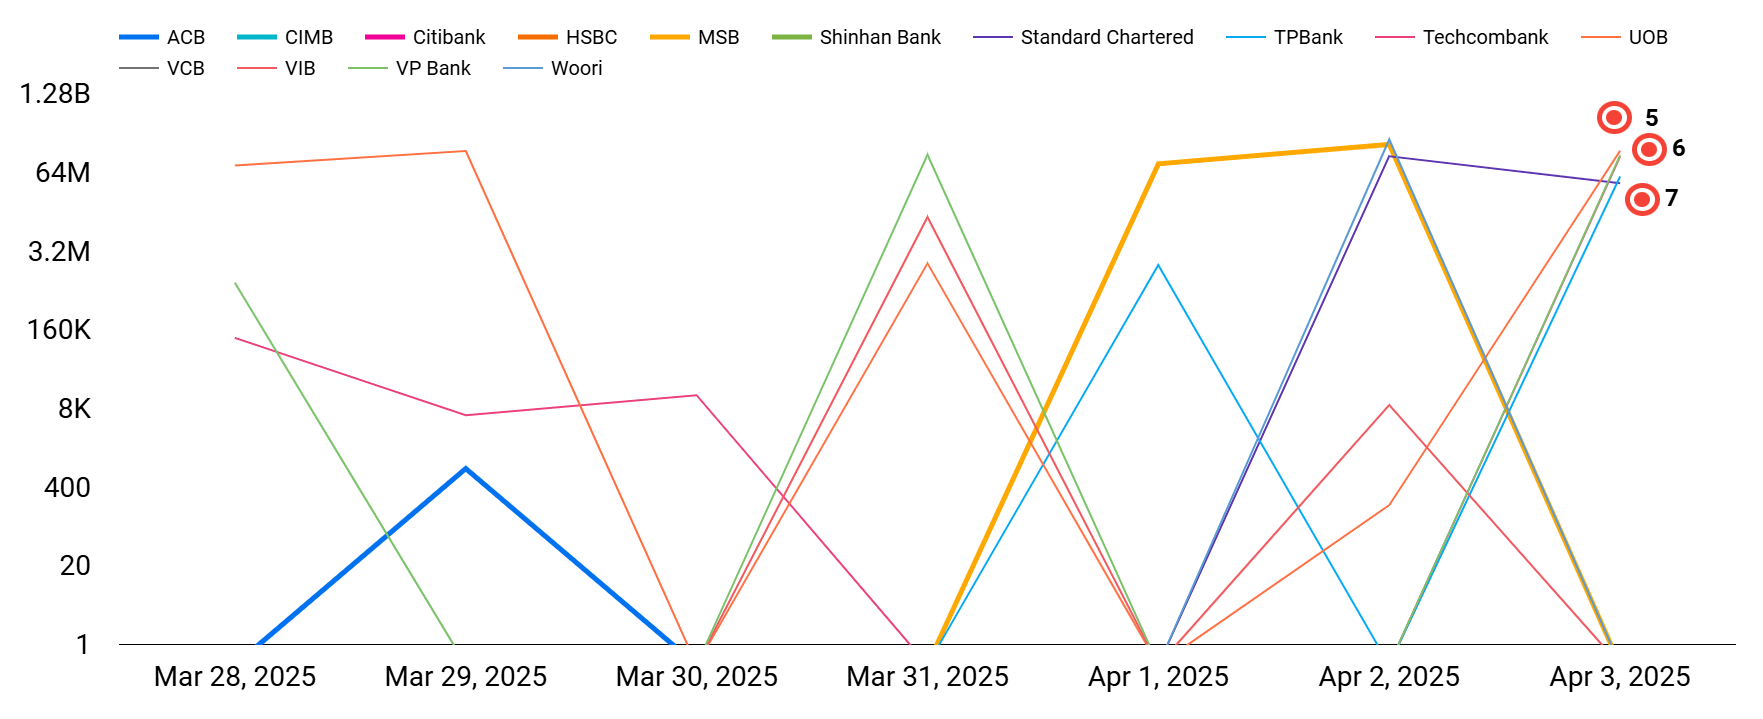 ACB CIMB Citibank HSBC MSB Shinhan Bank Standard Chartered TPBank Techcombank UOB
VCB VIB VP Bank Woori
1.28B
5
6
64M
7
3.2M
160K
8K
400
20
1
Mar 28, 2025 Mar 29, 2025 Mar 30, 2025 Mar 31, 2025 Apr 1, 2025 Apr 2, 2025 Apr 3, 2025